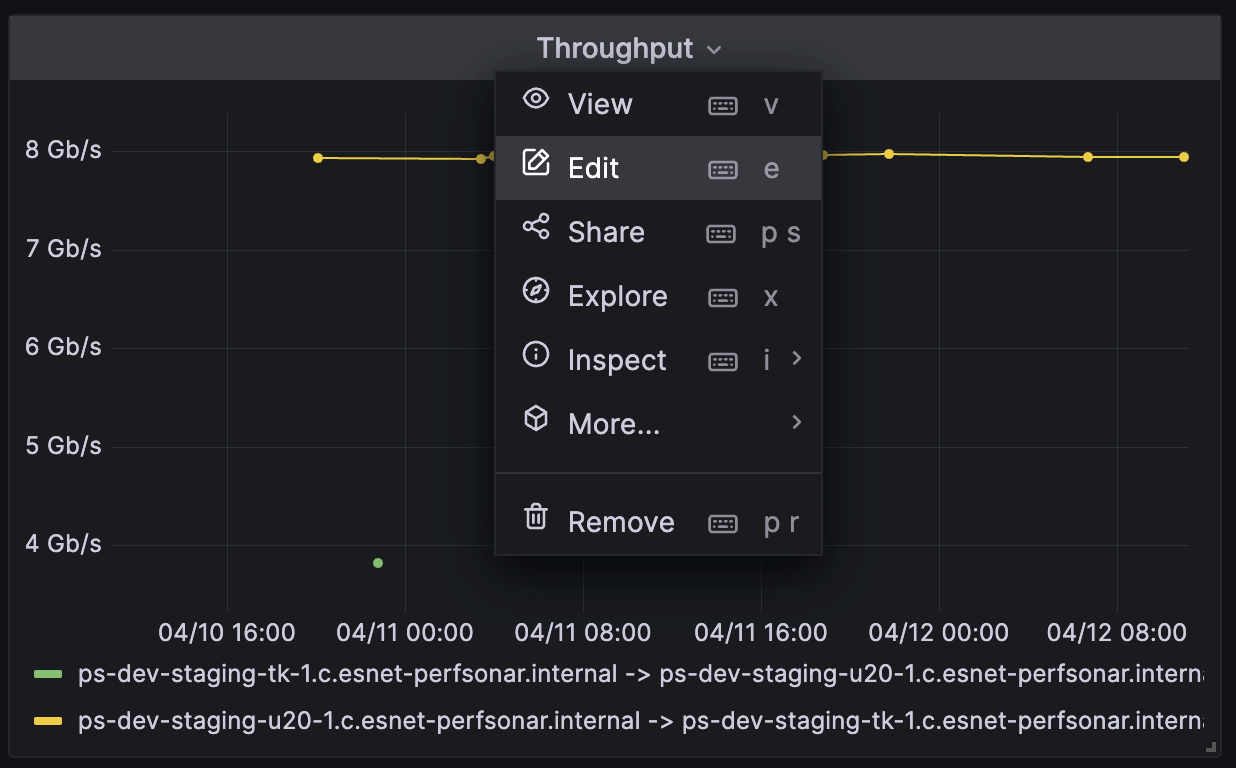 Throughput
View v
Edit e
Share p s
Explore x
Inspect i
More...
Remove p r
8 Gb/s
7 Gb/s
6 Gb/s
5 Gb/s
4 Gb/s
04/10 16:00 04/11 00:00 04/11 08:00 04/11 16:00 04/12 00:00 04/12 08:00
ps-dev-staging-tk-1.c.esnet-perfsonar.internal -> ps-dev-staging-u20-1.c.esnet-perfsonar.intern
ps-dev-staging-u20-1.c.esnet-perfsonar.internal -> ps-dev-staging-tk-1.c.esnet-perfsonar.intern